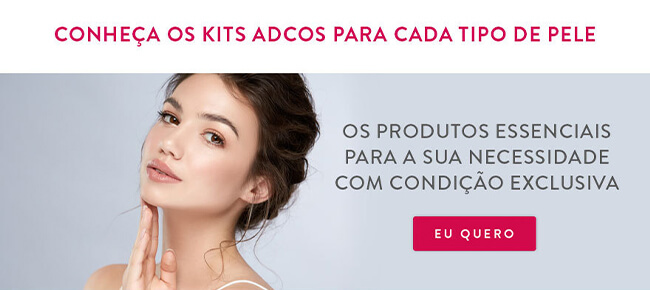 CONHEÇA OS KITS ADCOS PARA CADA TIPO DE PELE
OS PRODUTOS ESSENCIAIS
PARA A SUA NECESSIDADE
COM CONDIÇÃO EXCLUSIVA
EU QUERO